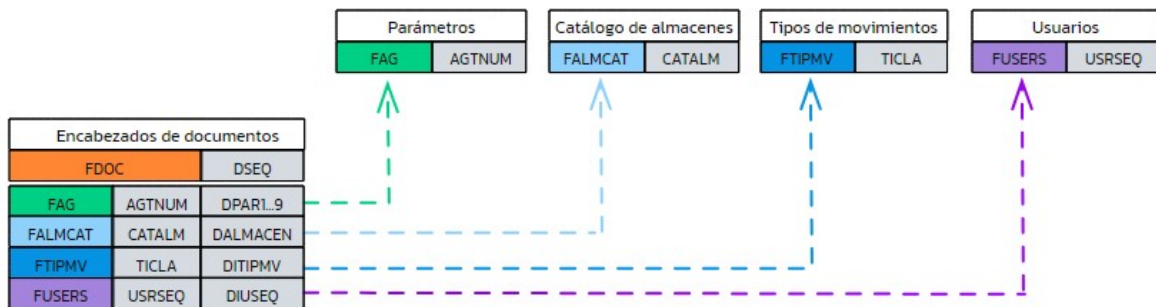 Parámetros Catálogo de almacenes Tipos de movimientos Usuarios
FAG AGTNUM FALMCAT CATALM FTIPMV TICLA FUSERS USRSEQ
Encabezados de documentos
FDOC DSEQ
FAG AGTNUM DPAR1...9
FALMCAT CATALM DALMACEN
FTIPMV TICLA DITIPMV
FUSERS USRSEQ DIUSEQ